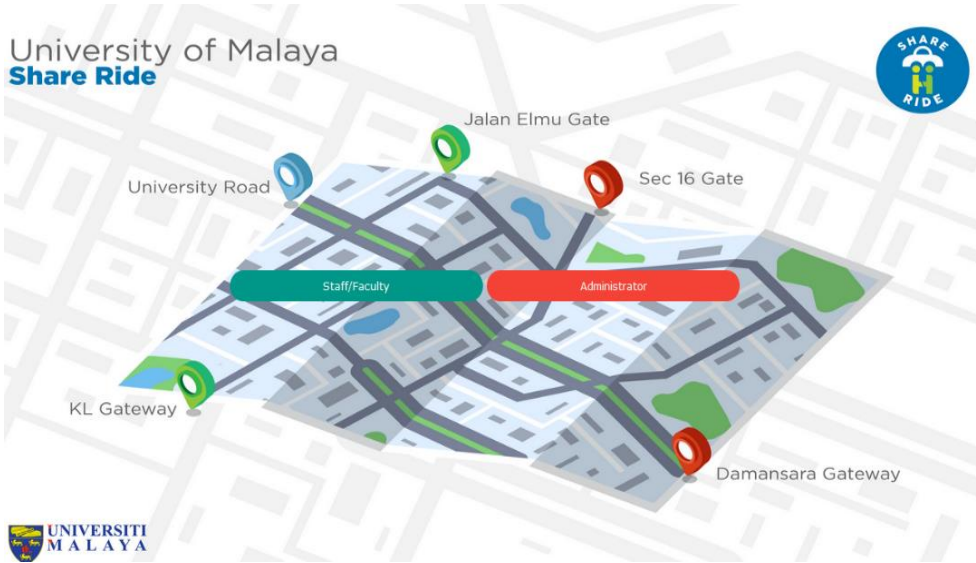 University of Malaya
Share Ride
SHARE
RIDE
Jalan Elmu Gate
University Road
Sec 16 Gate
Staff/Faculty
Administrator
KL Gateway
Damansara Gateway
UNIVERSITI
MALAYA